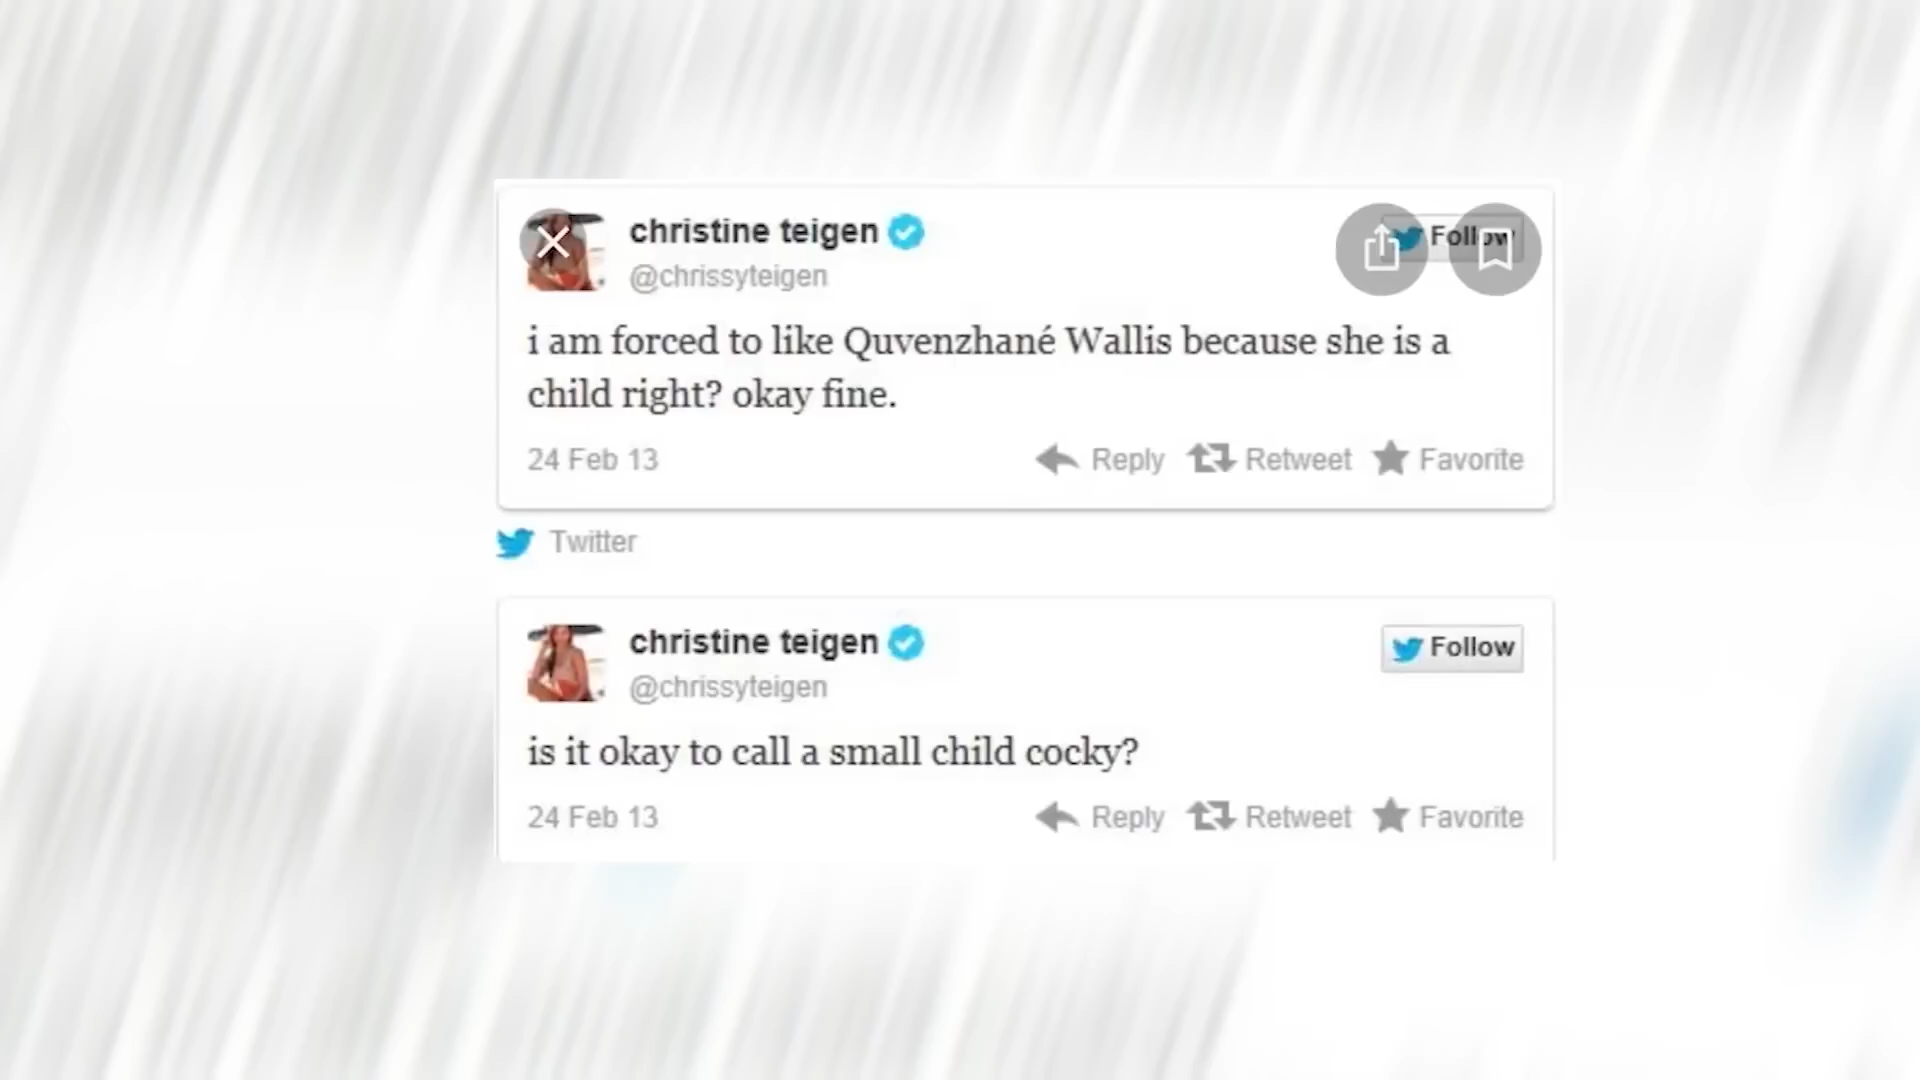 christine teigen
@chrissyteigen
Follow
i am forced to like Quvenzhané Wallis because she is a
child right? okay fine.
24 Feb 13 Reply Retweet Favorite
Twitter
christine teigen
@chrissyteigen
Follow
is it okay to call a small child cocky?
24 Feb 13 Reply Retweet Favorite